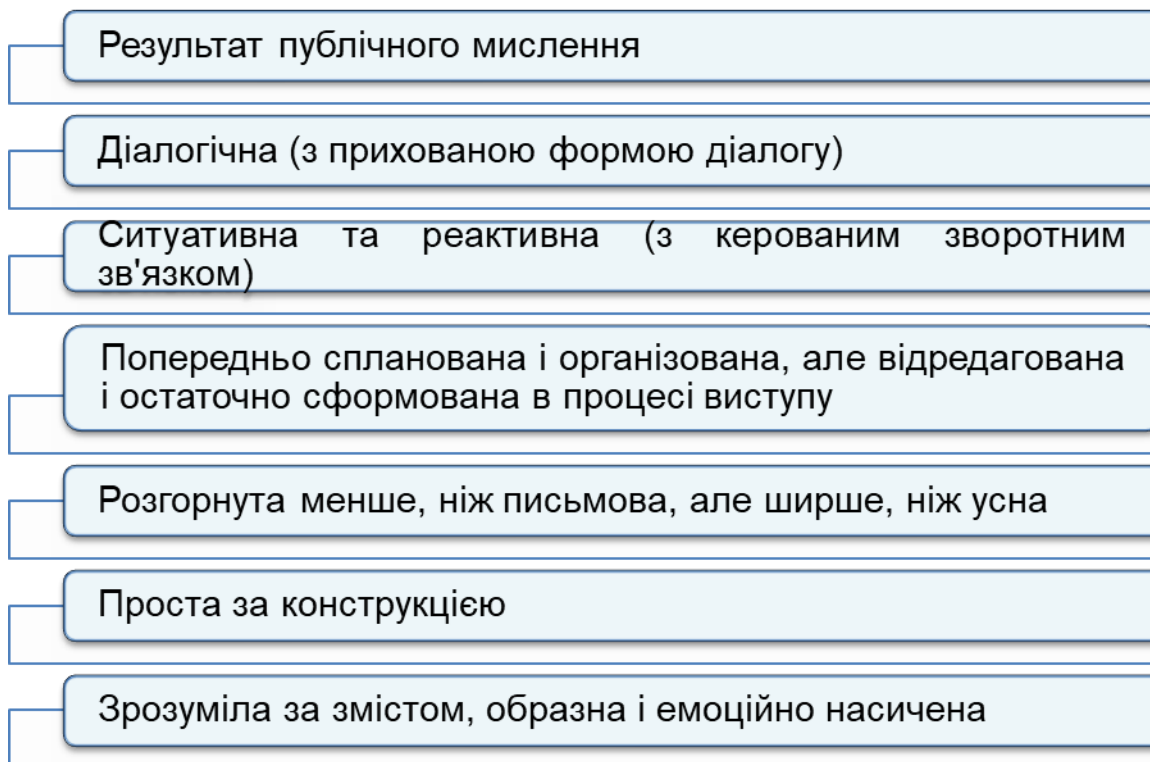 Результат публічного мислення
Діалогічна (з прихованою формою діалогу)
Ситуативна та реактивна (з керованим зворотним
зв'язком)
Попередньо спланована і організована, але відредагована
і остаточно сформована в процесі виступу
Розгорнута менше, ніж письмова, але ширше, ніж усна
Проста за конструкцією
Зрозуміла за змістом, образна і емоційно насичена